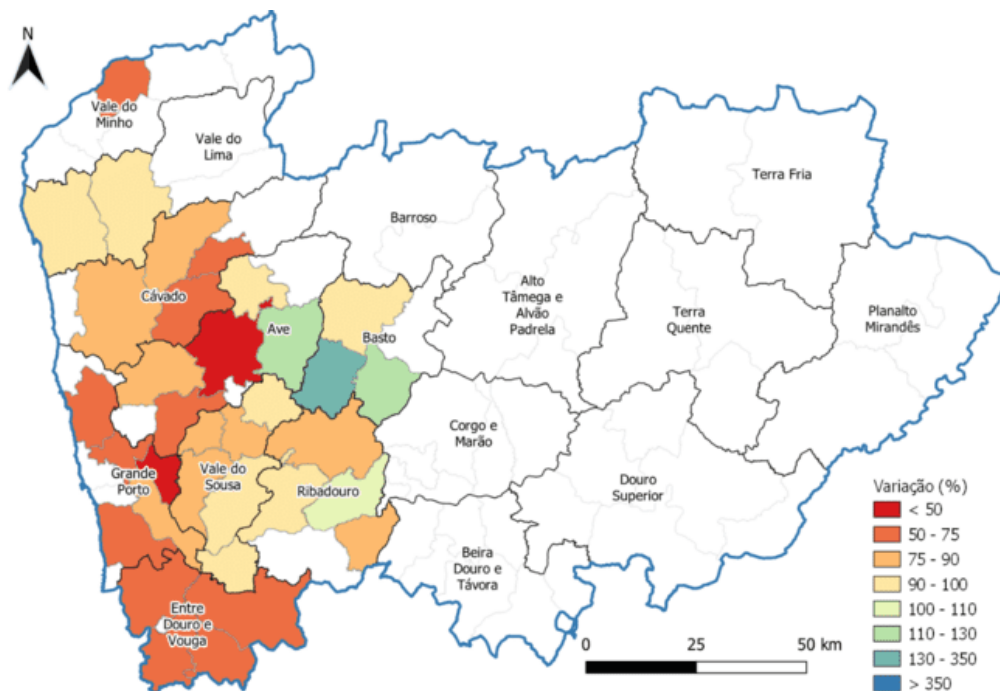 N
Vale do
Minho
Vale do
Lima
Terra Fria
Barroso
Cávado
Ave
Basto
Alto
Tâmega e
Alvão
Padrela
Terra
Quente
Planalto
Mirandês
Corgo e
Marão
Grande
Porto
Vale do
Sousa
Ribadouro
Douro
Superior
Beira
Douro e
Távora
Entre
Douro e
Vouga
Variação (%)
< 50
50 - 75
75 - 90
90 - 100
100 - 110
110 - 130
130 - 350
> 350
0 25 50 km